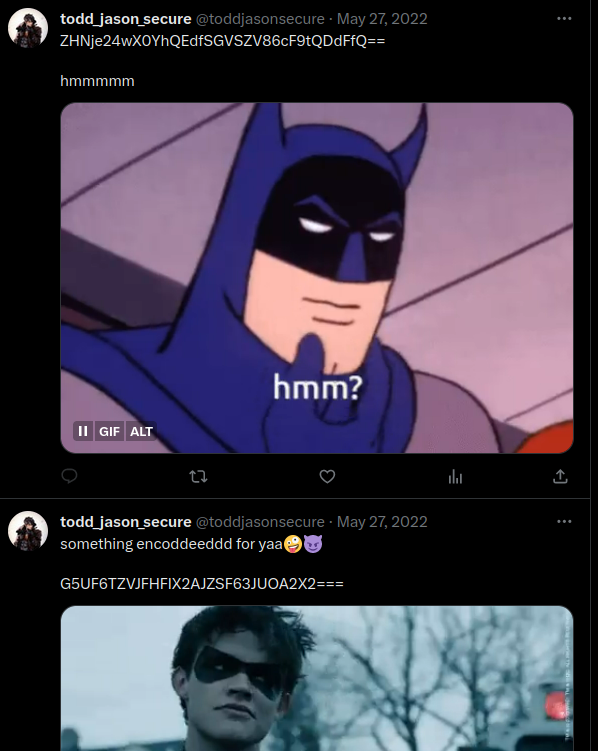 todd_jason_secure @toddjasonsecure · May 27, 2022
ZHNje24wX0YhQEdfSGVSZV86cF9tQDdFfQ==
hmmmmm
hmm?
GIF ALT
todd_jason_secure @toddjasonsecure · May 27, 2022
something encoddeeddd for yaa🤪😈
G5UF6TZVJFHFIX2AJZSF63JUOA2X2===